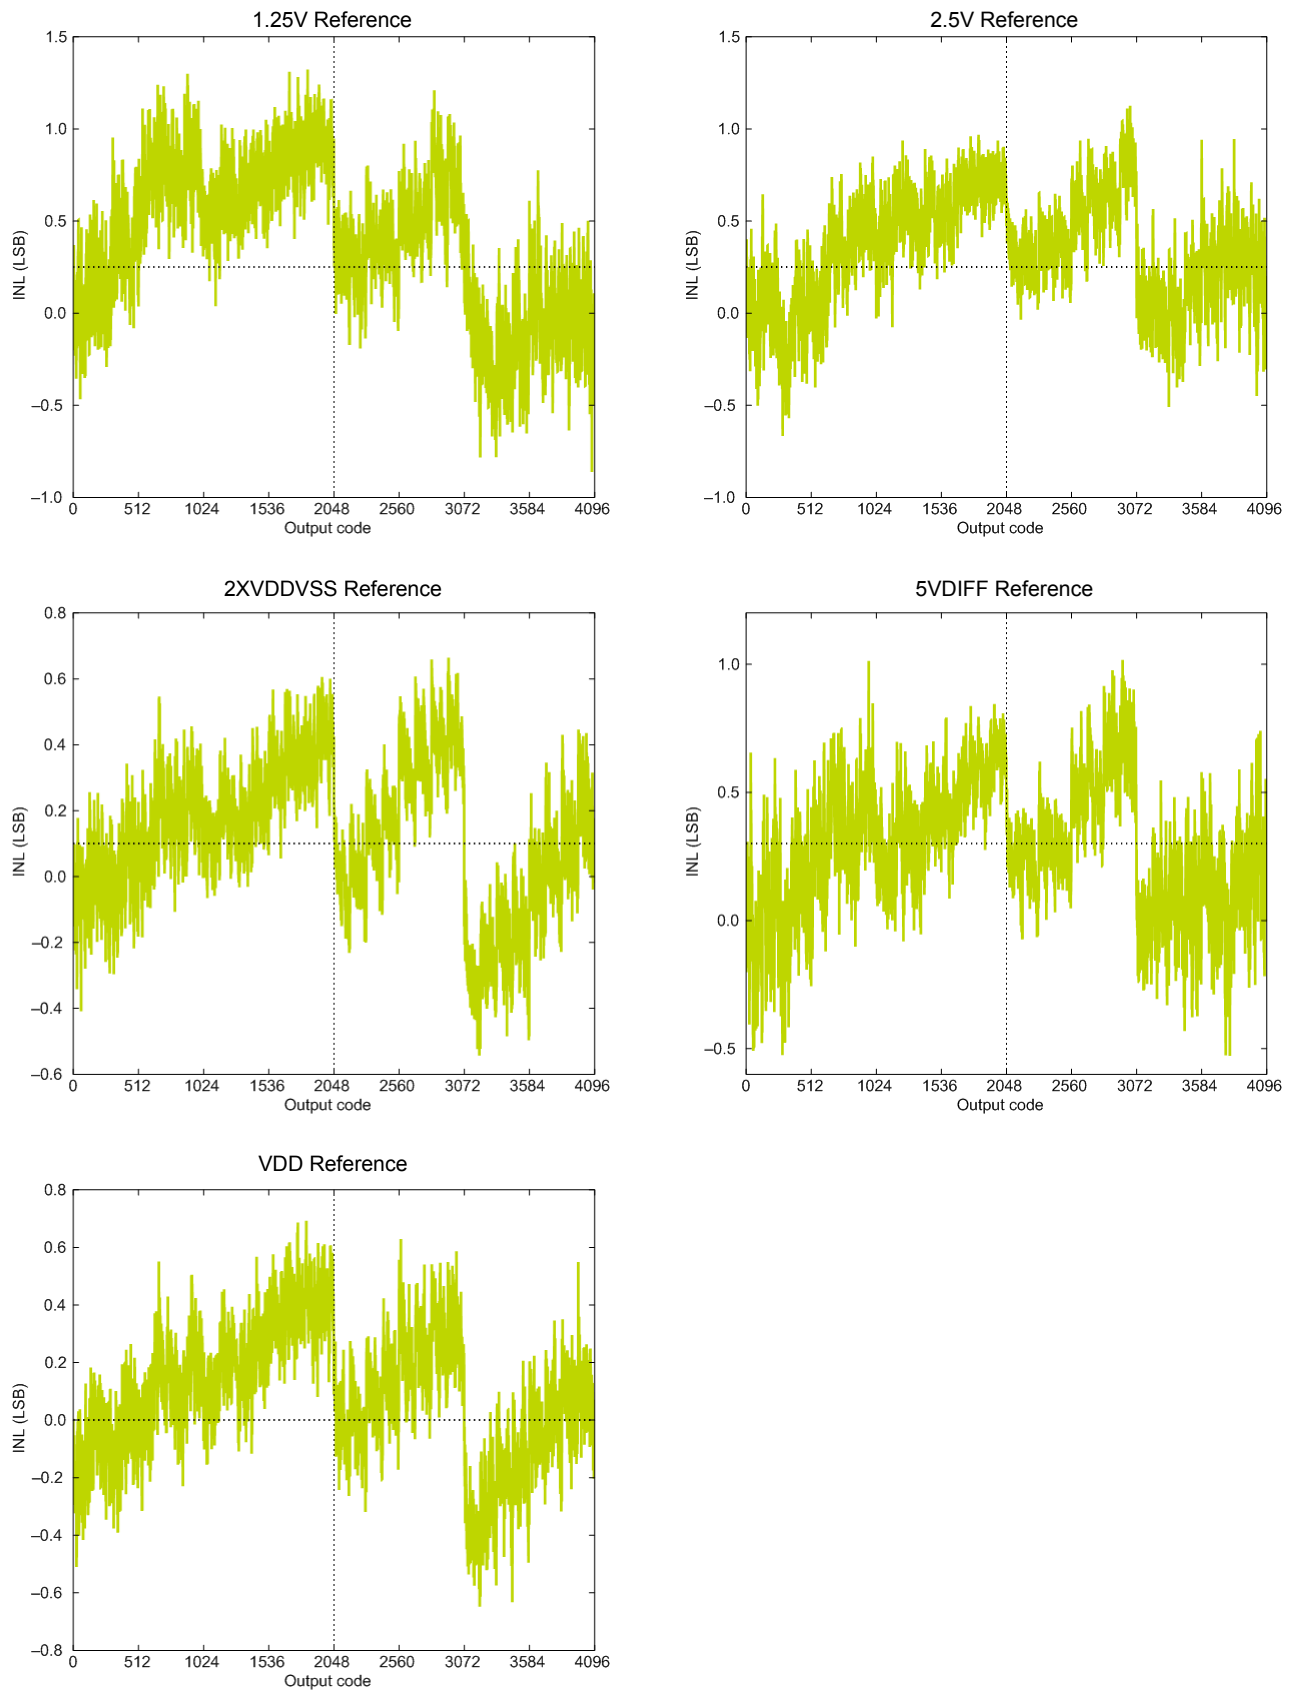 1.25V Reference
1.5
1.0
0.5
0.0
–0.5
–1.0
INL (LSB)
0 512 1024 1536 2048 2560 3072 3584 4096
Output code
2.5V Reference
1.5
1.0
0.5
0.0
–0.5
–1.0
INL (LSB)
0 512 1024 1536 2048 2560 3072 3584 4096
Output code
2XVDDVSS Reference
0.8
0.6
0.4
0.2
0.0
–0.2
–0.4
–0.6
INL (LSB)
0 512 1024 1536 2048 2560 3072 3584 4096
Output code
5VDIFF Reference
1.0
0.5
0.0
–0.5
INL (LSB)
0 512 1024 1536 2048 2560 3072 3584 4096
Output code
VDD Reference
0.8
0.6
0.4
0.2
0.0
–0.2
–0.4
–0.6
–0.8
INL (LSB)
0 512 1024 1536 2048 2560 3072 3584 4096
Output code